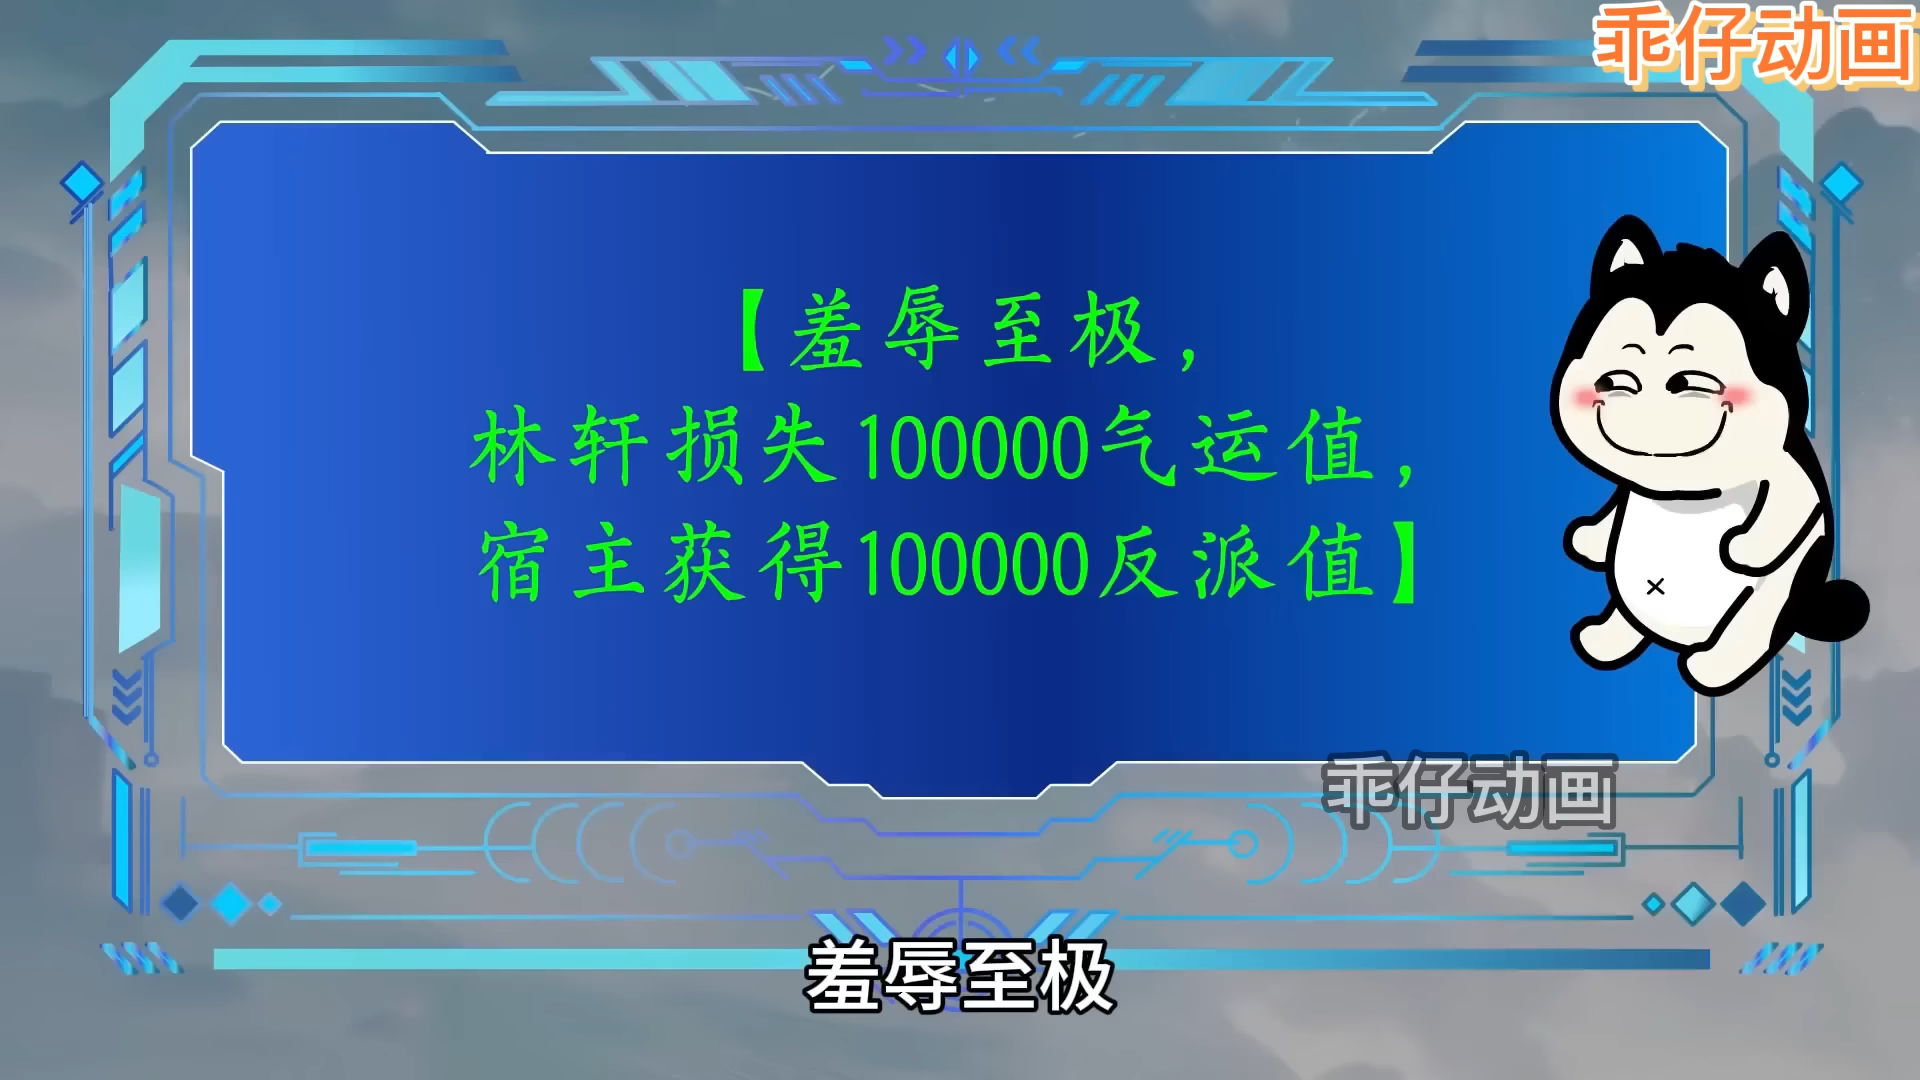 乖仔动画
【羞辱至极，
林轩损失100000气运值，
宿主获得100000反派值】
乖仔动画
羞辱至极